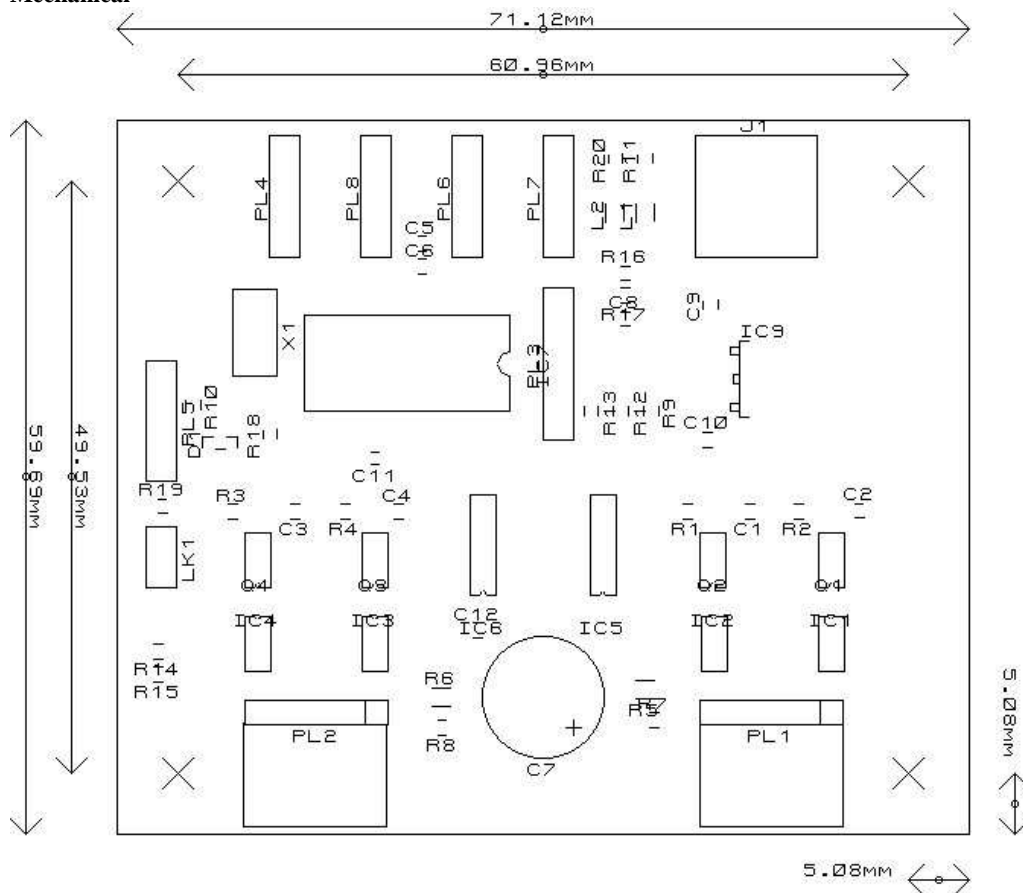 Mechanical
71.12mm
60.96mm
J1
PL4
PL8
PL6
PL7
R20
R11
L2
L1
C5
C6
R16
C8
R17
C9
IC9
X1
PL3
IC7
PL5
R10
D1
R18
R13
R12
R9
C10
C11
59.69mm
49.53mm
R19
R3
C3
R4
C4
R1
C1
R2
C2
LK1
Q4
Q3
Q2
Q1
IC4
IC3
C12
IC6
IC5
IC2
IC1
R14
R15
R6
R7
R5
R8
PL2
PL1
C7
5.08mm
5.08mm